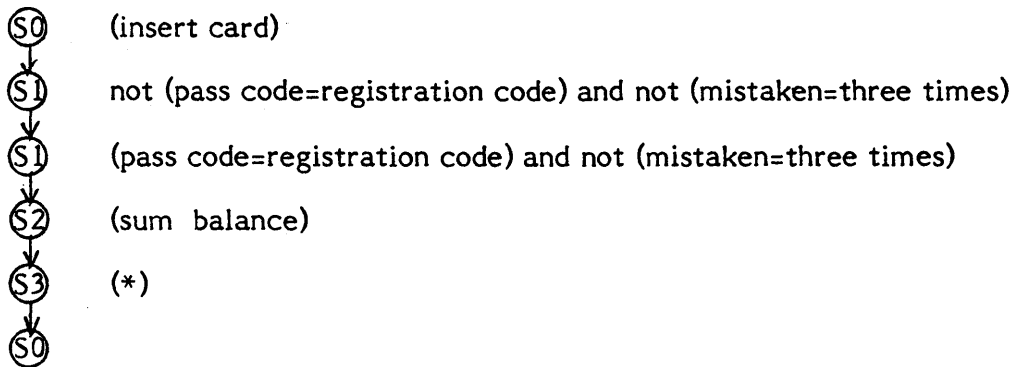 S0 (insert card)
S1 not (pass code=registration code) and not (mistaken=three times)
S1 (pass code=registration code) and not (mistaken=three times)
S2 (sum balance)
S3 (*)
S0